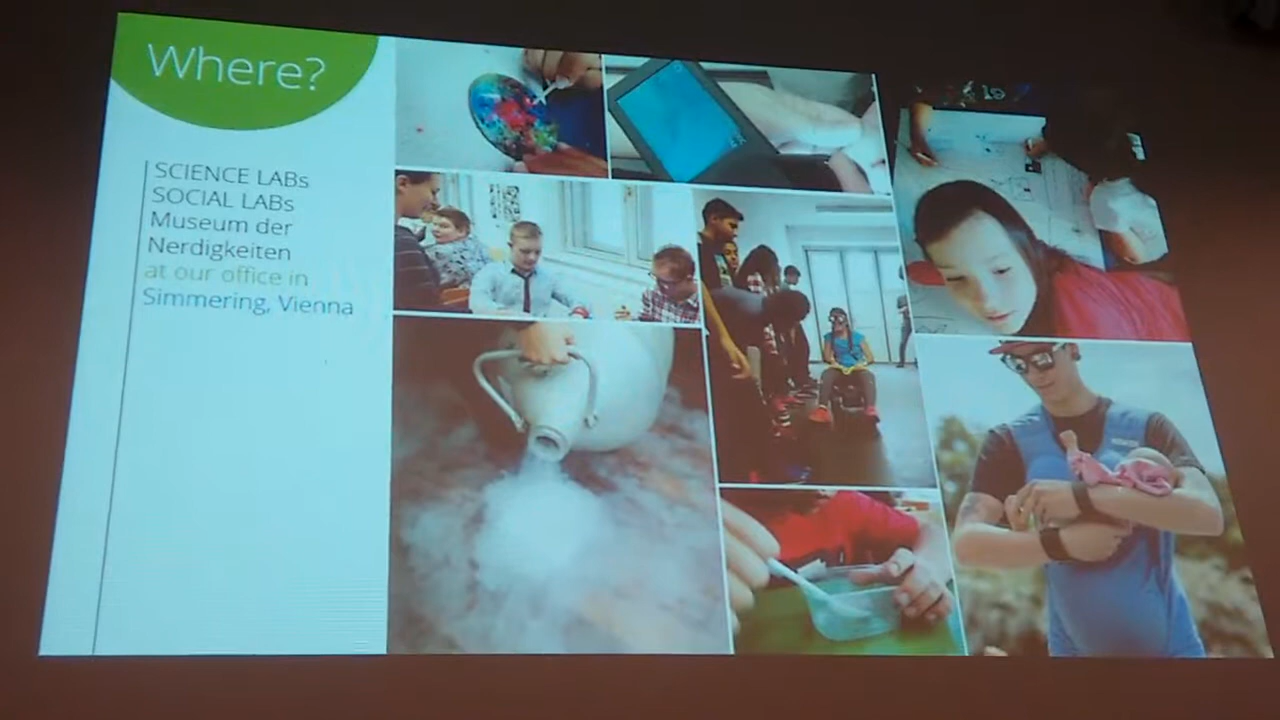 Where?
SCIENCE LABs
SOCIAL LABs
Museum der
Nerdigkeiten
at our office in
Simmering, Vienna